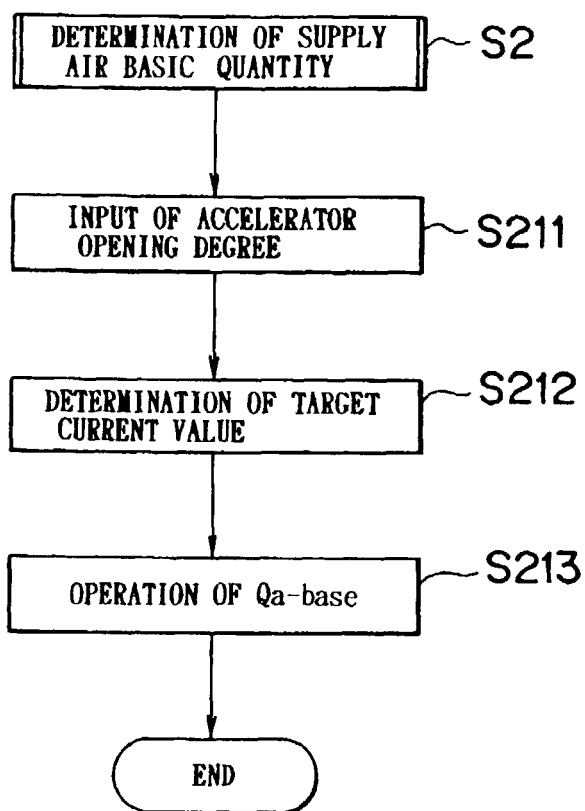 DETERMINATION OF SUPPLY
AIR BASIC QUANTITY
S2
INPUT OF ACCELERATOR
OPENING DEGREE
S211
DETERMINATION OF TARGET
CURRENT VALUE
S212
OPERATION OF Qa-base
S213
END